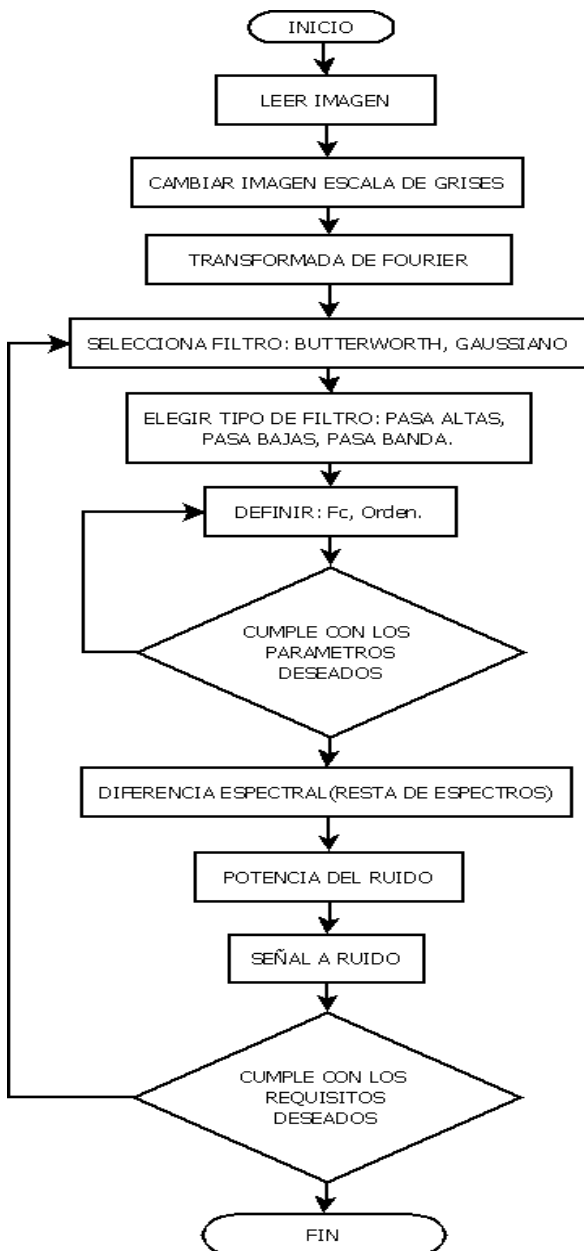 INICIO
LEER IMAGEN
CAMBIAR IMAGEN ESCALA DE GRISES
TRANSFORMADA DE FOURIER
SELECCIONA FILTRO: BUTTERWORTH, GAUSSIANO
ELEGIR TIPO DE FILTRO: PASA ALTAS,
PASA BAJAS, PASA BANDA.
DEFINIR: Fc, Orden.
CUMPLE CON LOS
PARAMETROS
DESEADOS
DIFERENCIA ESPECTRAL(RESTA DE ESPECTROS)
POTENCIA DEL RUIDO
SEÑAL A RUIDO
CUMPLE CON LOS
REQUISITOS
DESEADOS
FIN